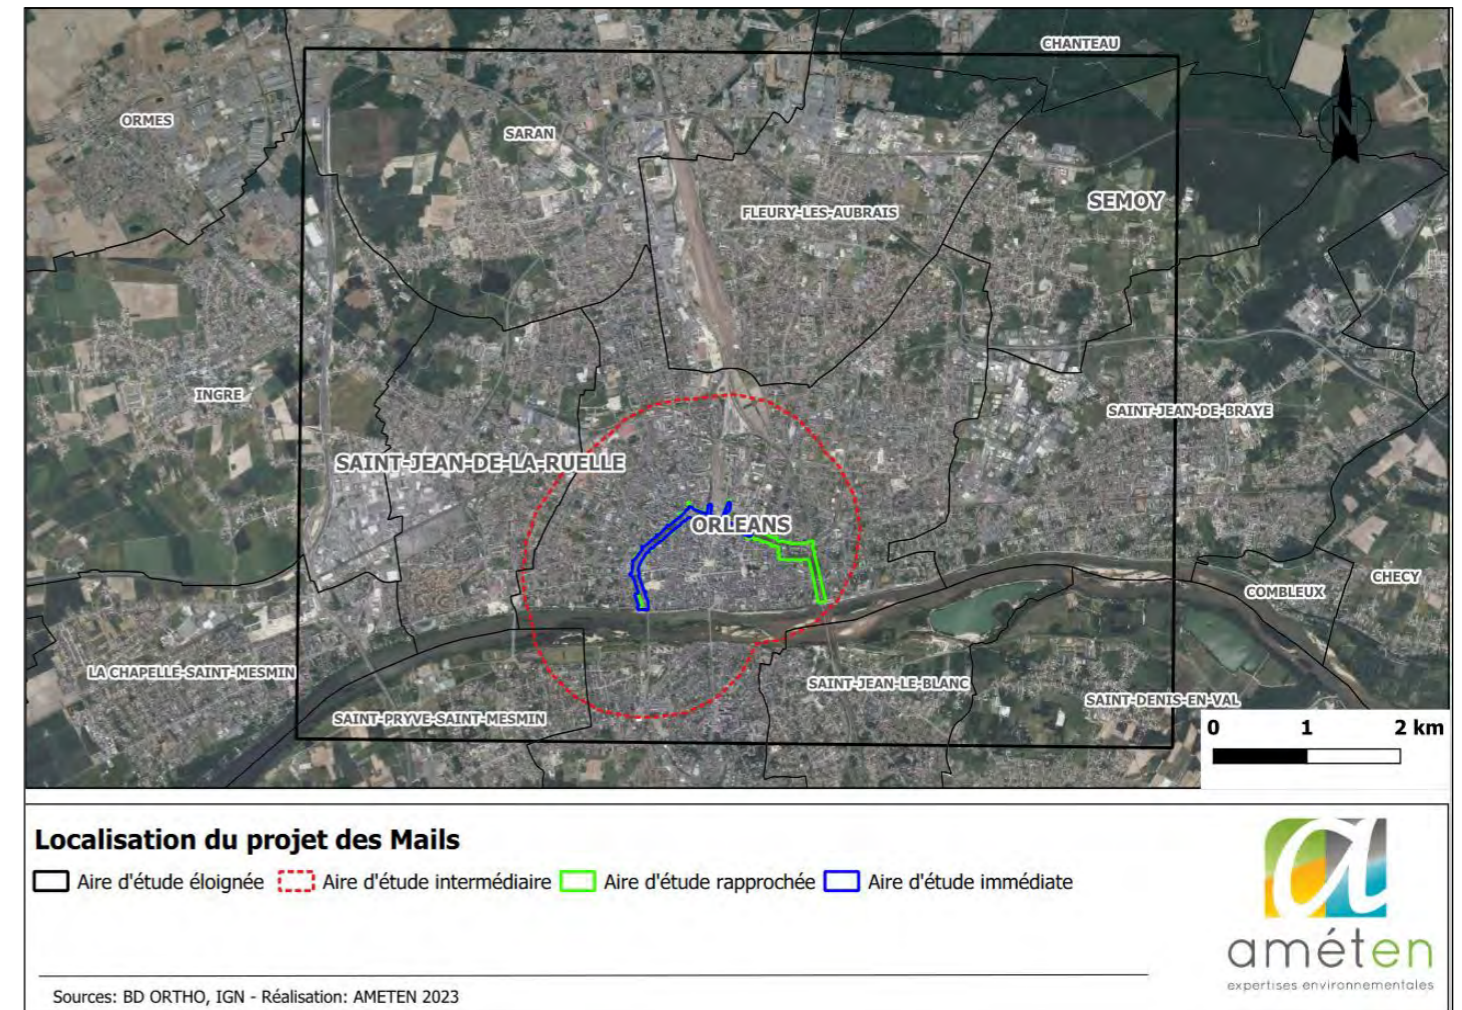 CHANTEAU
ORMES
SARAN
N
SEMOY
FLEURY-LES-AUBRAIS
INGRE
SAINT-JEAN-DE-BRAYE
SAINT-JEAN-DE-LA-RUELLE
ORLEANS
CHECY
COMBLEUX
LA CHAPELLE-SAINT-MESMIN
SAINT-JEAN-LE-BLANC
SAINT-DENIS-EN-VAL
SAINT-PRYVE-SAINT-MESMIN
0 1 2 km
Localisation du projet des Mails
Aire d'étude éloignée Aire d'étude intermédiaire Aire d'étude rapprochée Aire d'étude immédiate
a
améten
expertises environnementales
Sources: BD ORTHO, IGN - Réalisation: AMETEN 2023